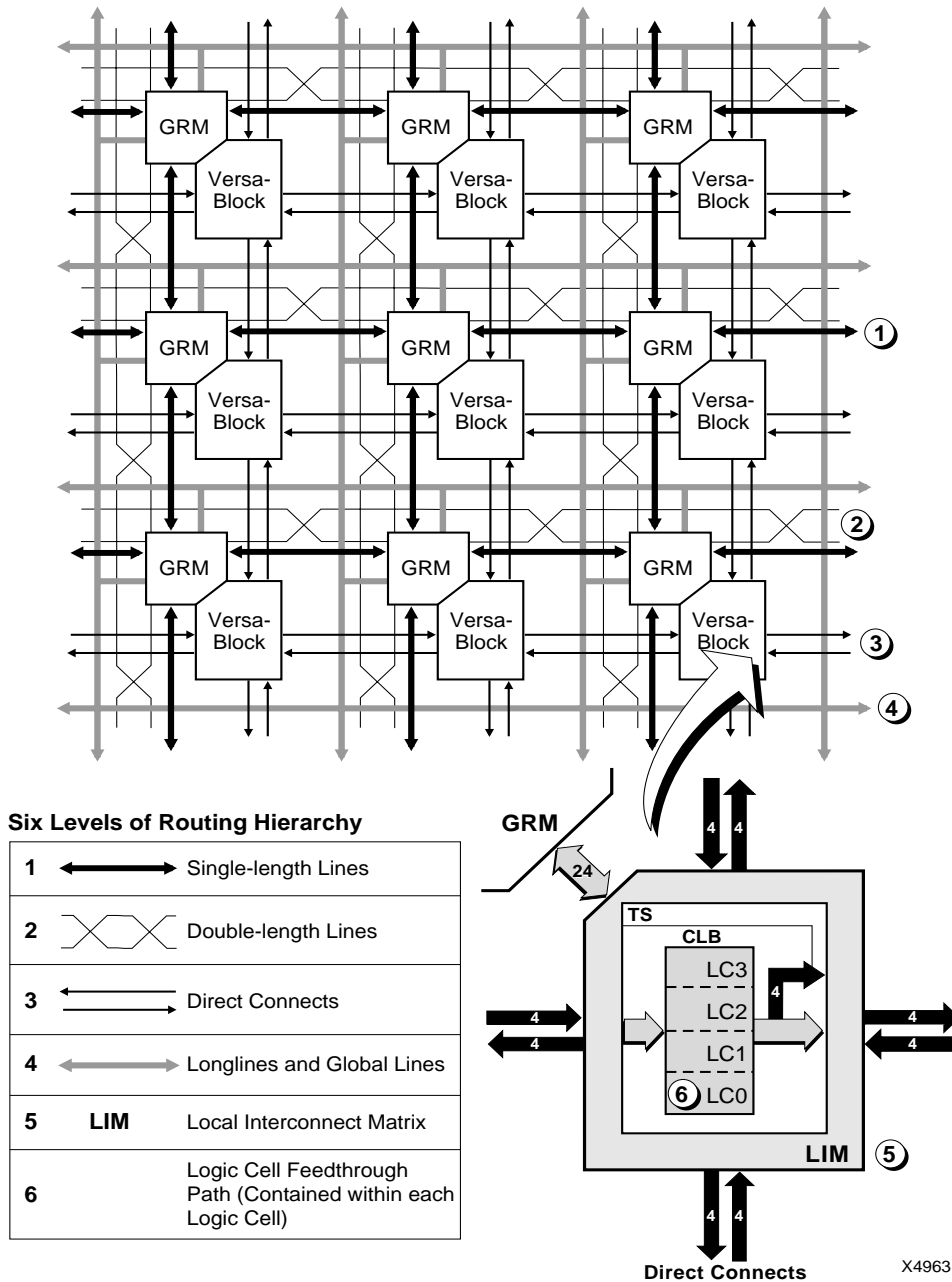 GRM GRM GRM
Versa-
Block
Versa-
Block
Versa-
Block
GRM GRM GRM
1
Versa-
Block
Versa-
Block
Versa-
Block
2
GRM GRM GRM
Versa-
Block
Versa-
Block
Versa-
Block
3
4
Six Levels of Routing Hierarchy
1 Single-length Lines
2 Double-length Lines
3 Direct Connects
4 Longlines and Global Lines
5 LIM Local Interconnect Matrix
6 Logic Cell Feedthrough
Path (Contained within each
Logic Cell)
GRM
24
4 4
TS
CLB
LC3
4
LC2
LC1
6 LC0
4 4
4 4
LIM 5
4 4
Direct Connects
X4963